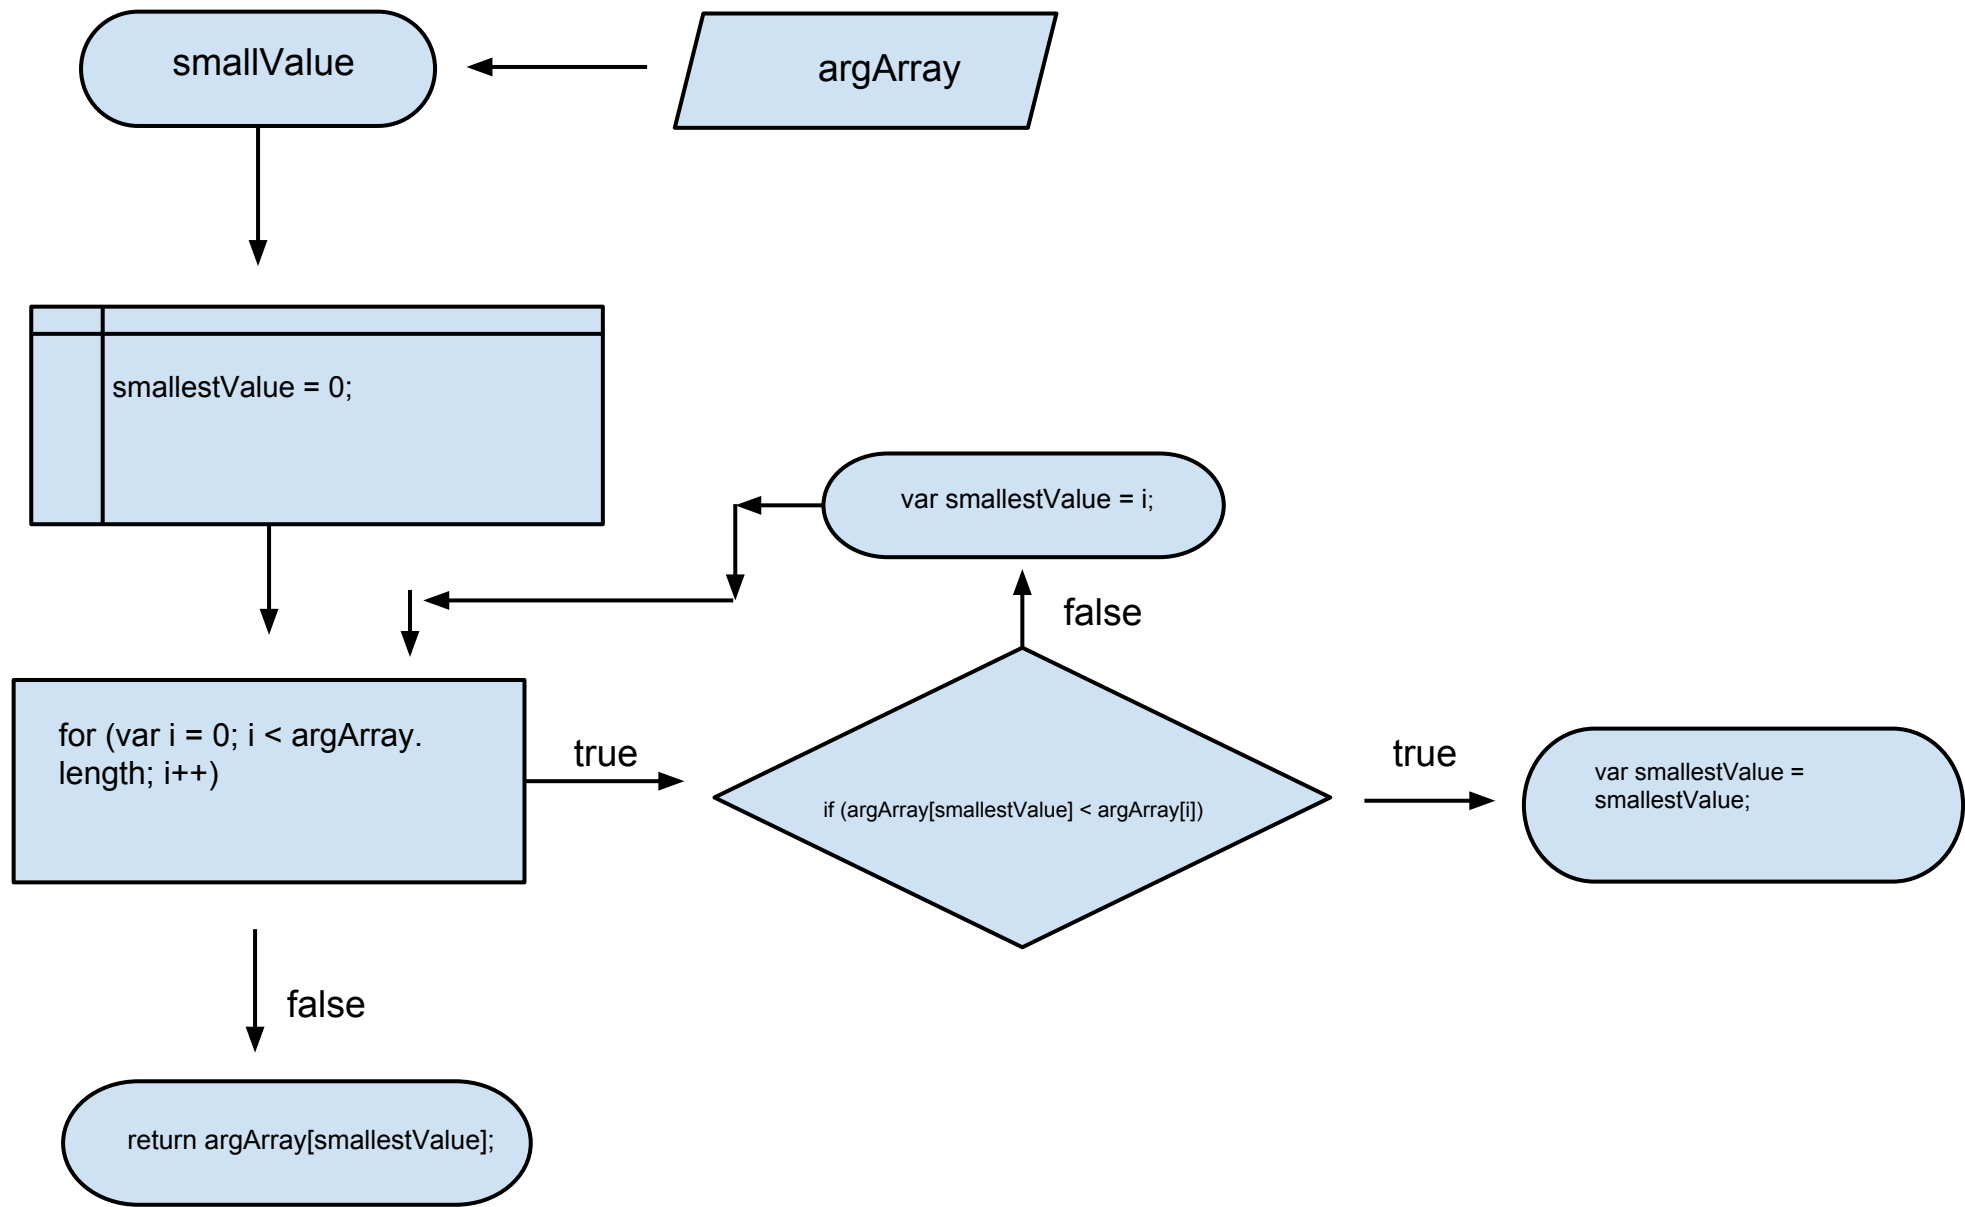 smallValue
argArray
smallestValue = 0;
var smallestValue = i;
false
for (var i = 0; i < argArray.
length; i++)
true
if (argArray[smallestValue] < argArray[i])
true
var smallestValue =
smallestValue;
false
return argArray[smallestValue];